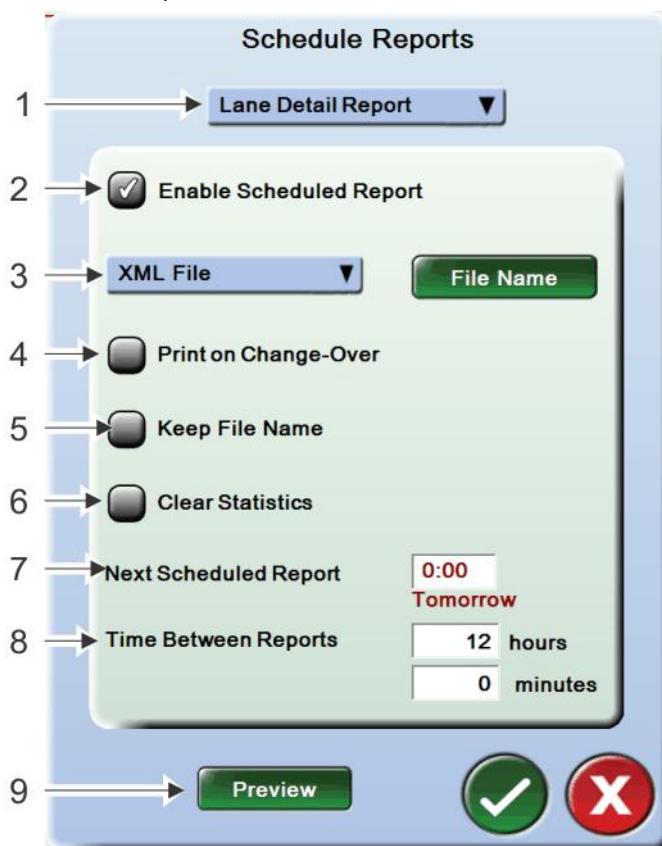 Schedule Reports
1 Lane Detail Report
2 Enable Scheduled Report
3 XML File File Name
4 Print on Change-Over
5 Keep File Name
6 Clear Statistics
7 Next Scheduled Report 0:00
Tomorrow
8 Time Between Reports 12 hours
0 minutes
9 Preview